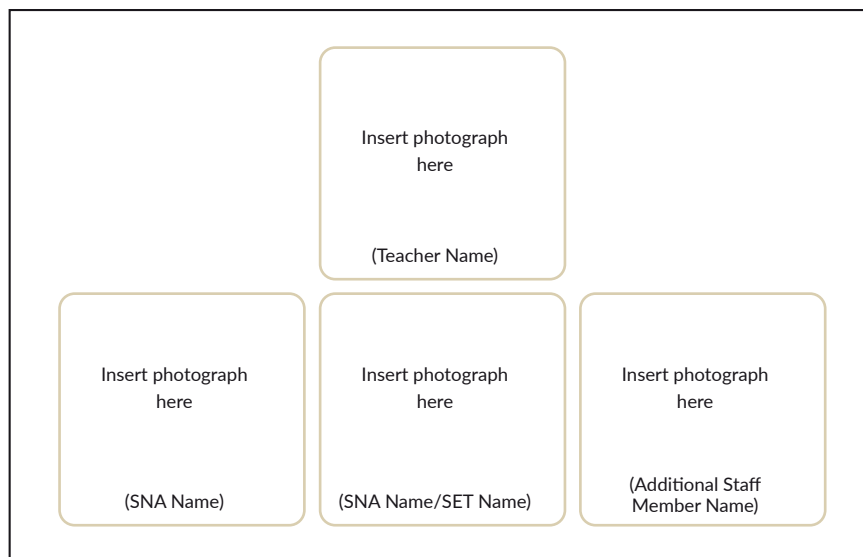 Insert photograph
here
(Teacher Name)
Insert photograph
here
(SNA Name)
Insert photograph
here
(SNA Name/SET Name)
Insert photograph
here
(Additional Staff
Member Name)